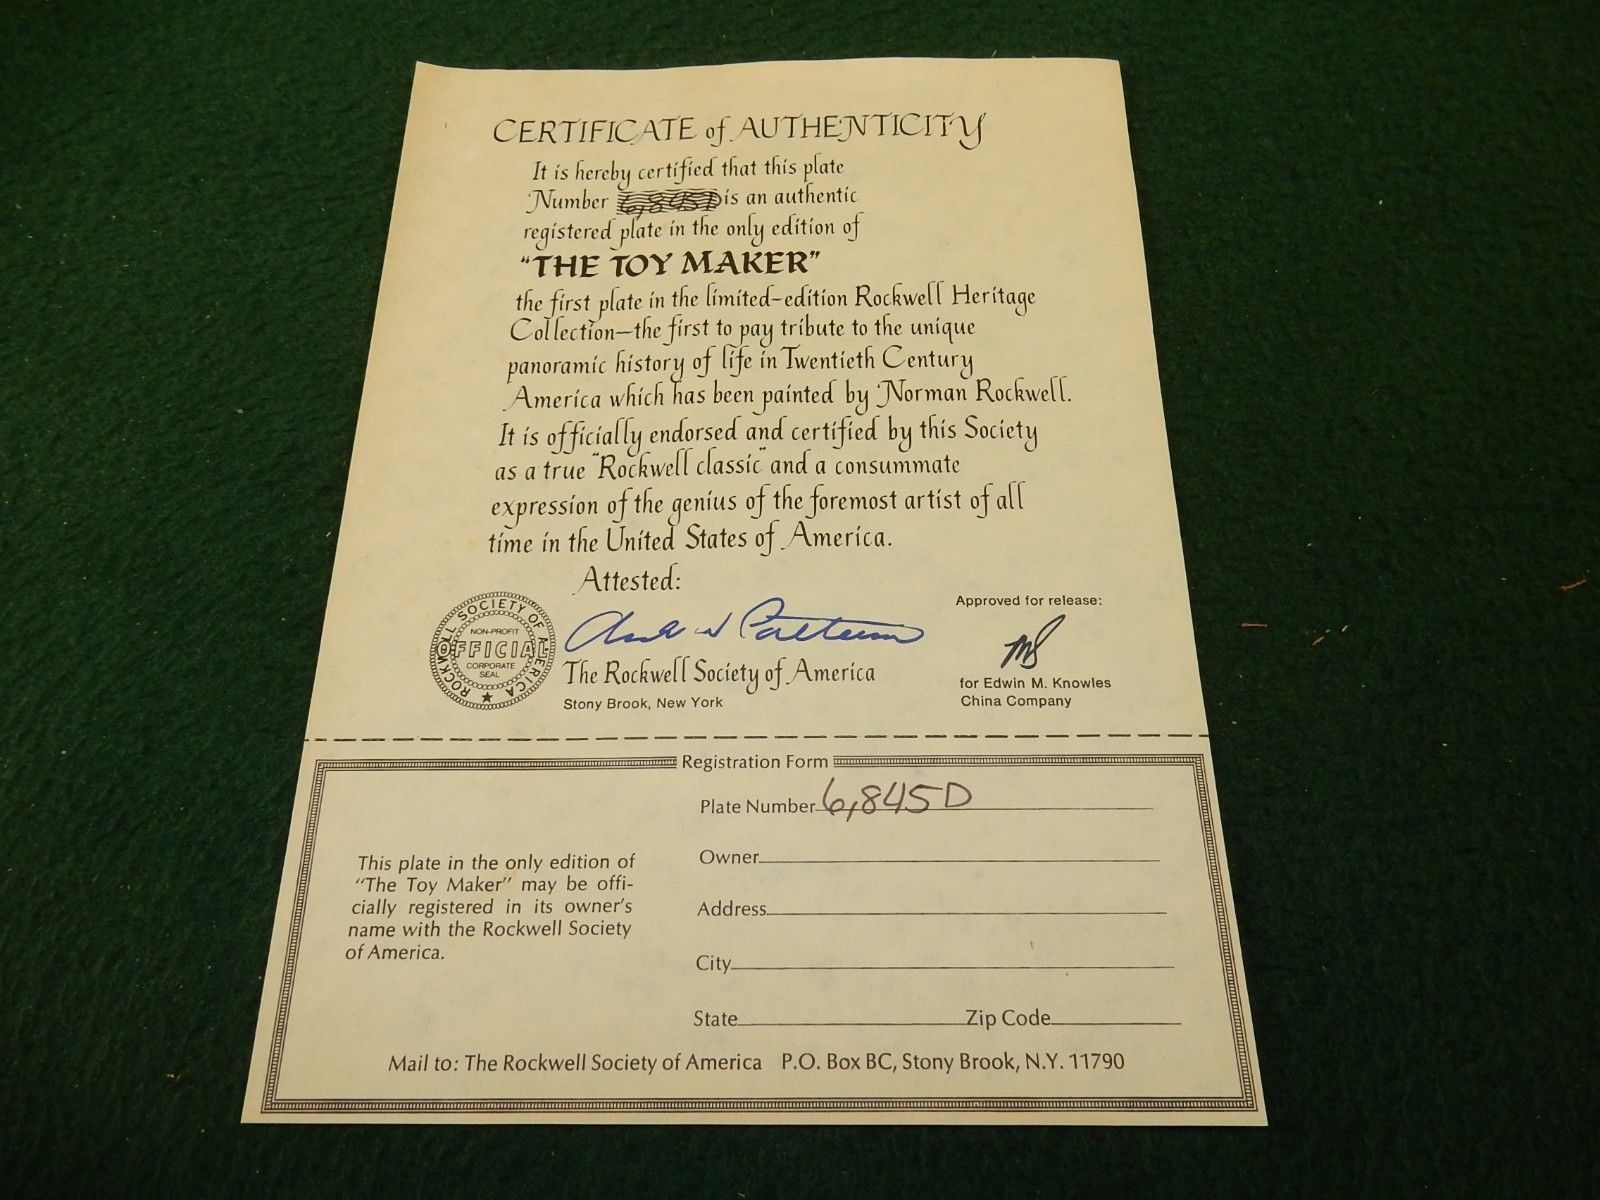 CERTIFICATE of AUTHENTICITY
It is hereby certified that this plate
Number 6,845D is an authentic
registered plate in the only edition of
"THE TOY MAKER"
the first plate in the limited-edition Rockwell Heritage
Collection—the first to pay tribute to the unique
panoramic history of life in Twentieth Century
America which has been painted by Norman Rockwell.
It is officially endorsed and certified by this Society
as a true "Rockwell classic" and a consummate
expression of the genius of the foremost artist of all
time in the United States of America.
Attested:
ROCKWELL SOCIETY OF AMERICA
NON-PROFIT
OFFICIAL
CORPORATE
SEAL
The Rockwell Society of America
Stony Brook, New York
Approved for release:
for Edwin M. Knowles
China Company
Registration Form
Plate Number 6,845D
Owner
Address
City
State Zip Code
This plate in the only edition of
"The Toy Maker" may be offi-
cially registered in its owner's
name with the Rockwell Society
of America.
Mail to: The Rockwell Society of America P.O. Box BC, Stony Brook, N.Y. 11790